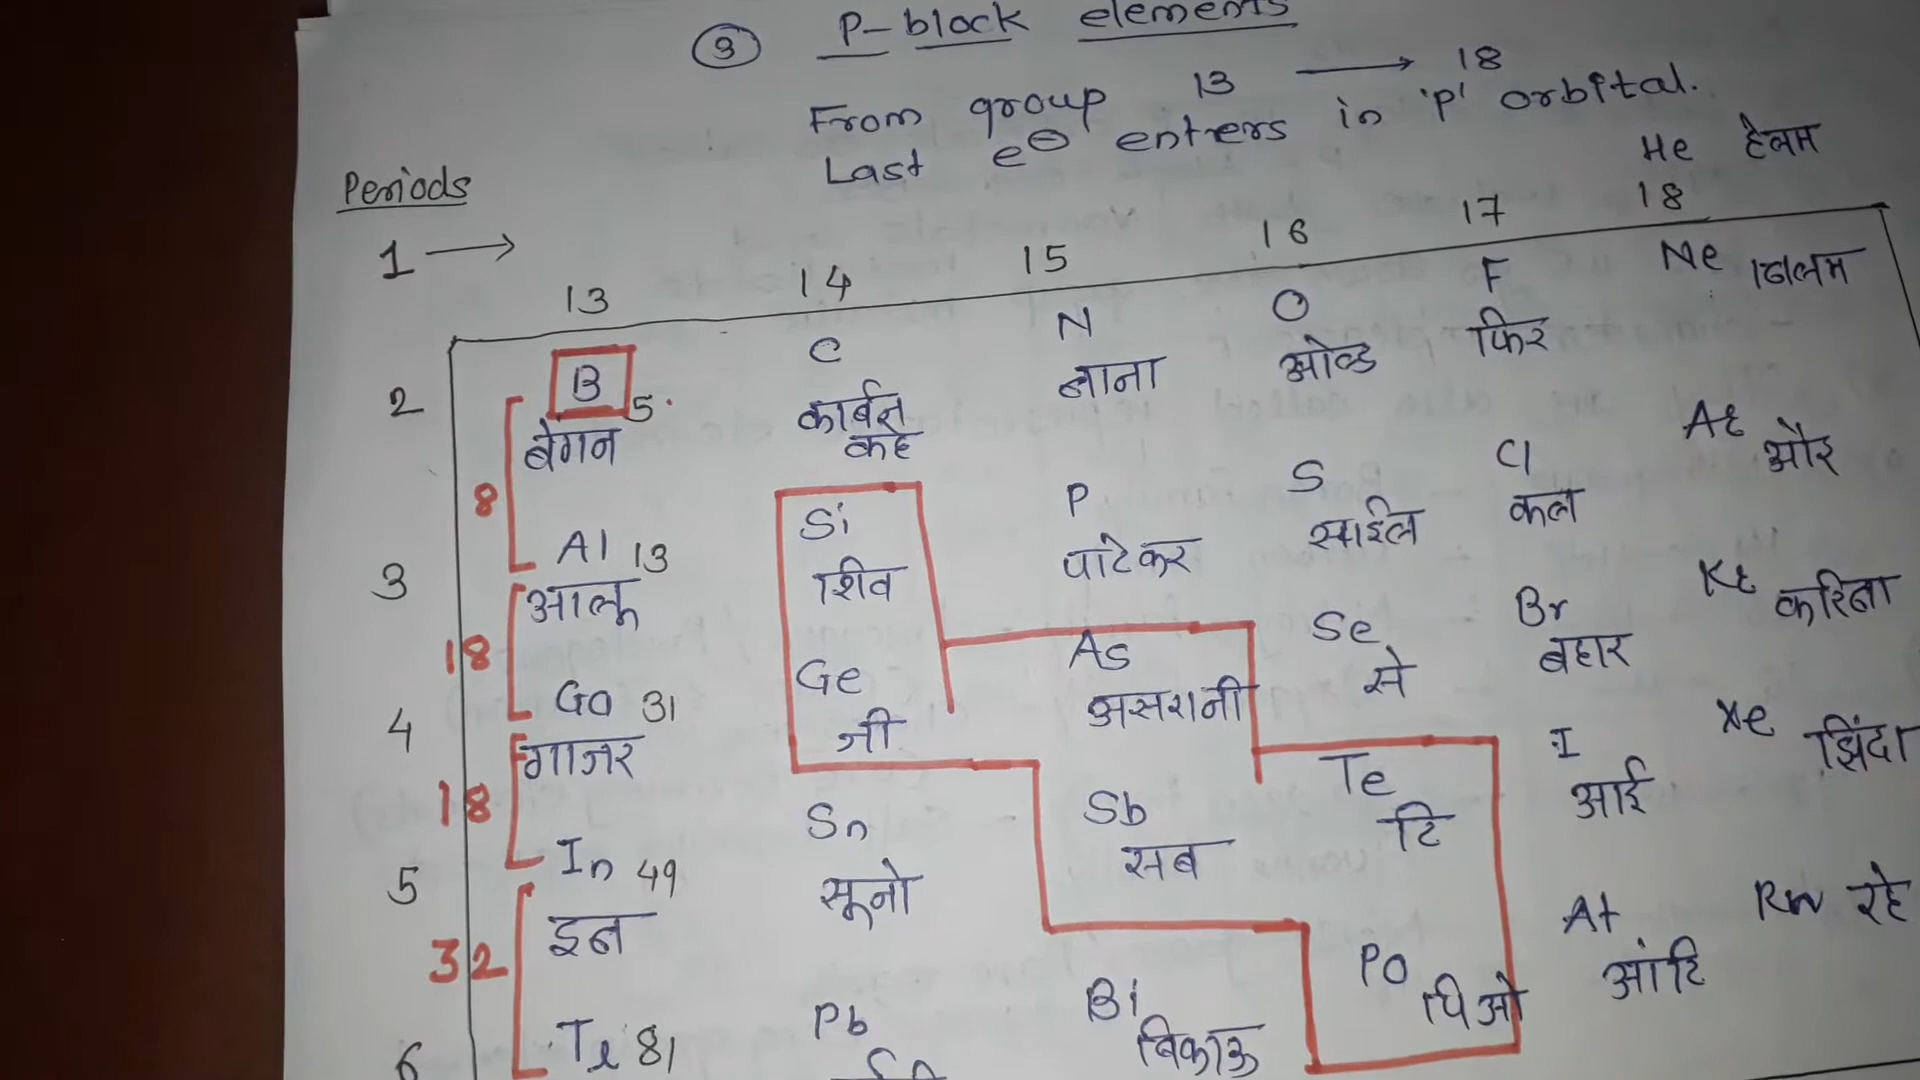 ③ P-block elements
From group 13 → 18
Last e⊖ enters in 'p' orbital.
He हेलम
Periods
1 →
13 14 15 16 17 18
2 B 5. C N O F Ne
बेगन कार्बन कहे नाना ओल्ड फिर
8
3 Al 13 Si P S Cl Ar
आलू शिव पाटेकर स्टाईल कल और
18
4 Ga 31 Ge As Se Br Kr
गाजर जी असरानी से बहार करिना
18
5 In 49 Sn Sb Te I Xe
इन सूनो सब टि आई झिंदा
32
6 Tl 81 Pb Bi Po At Rn रहे
बिकाऊ पिओ आंटि